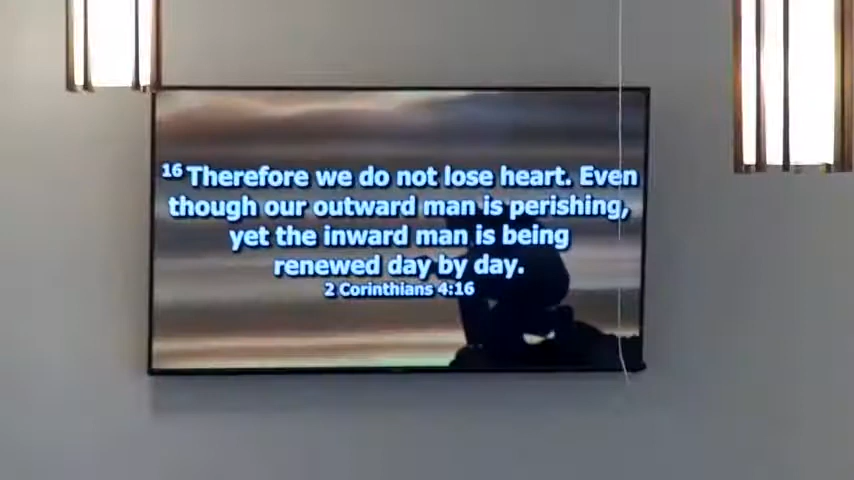 16 Therefore we do not lose heart. Even
though our outward man is perishing,
yet the inward man is being
renewed day by day.
2 Corinthians 4:16